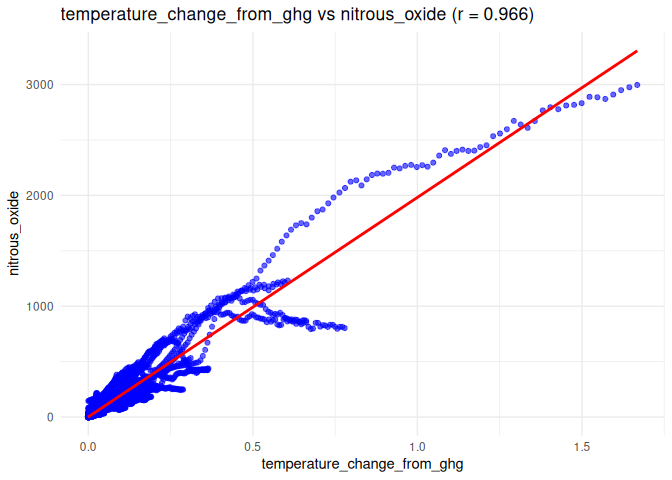 temperature_change_from_ghg vs nitrous_oxide (r = 0.966)
3000
2000
1000
0
nitrous_oxide
0.0 0.5 1.0 1.5
temperature_change_from_ghg